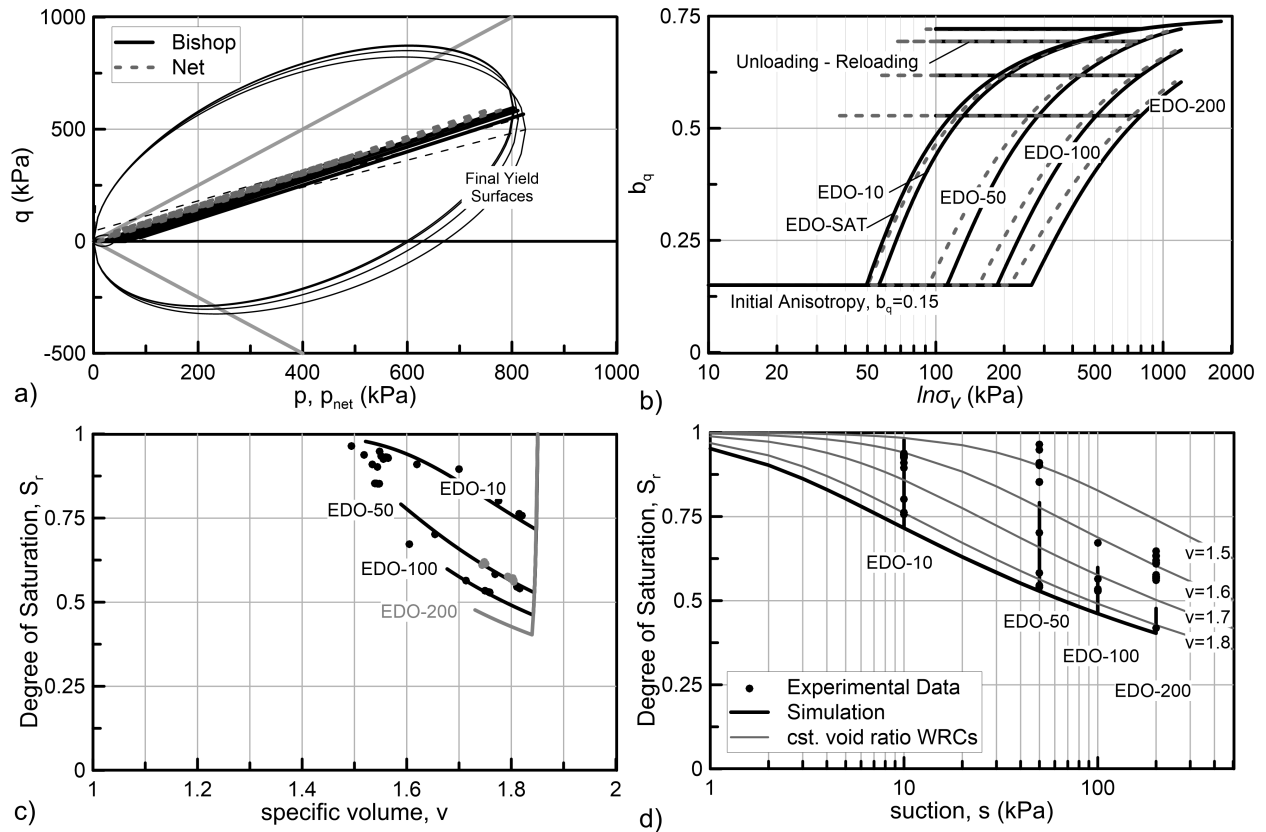 1000
500
0
-500
q (kPa)
Bishop
Net
Final Yield
Surfaces
0
200
400
600
800
1000
p, p_net (kPa)
a)
0.75
0.5
0.25
0
b_q
Unloading - Reloading
EDO-200
EDO-100
EDO-10
EDO-50
EDO-SAT
Initial Anisotropy, b_q=0.15
10
20
50
100
200
500
1000
2000
lnσ_V (kPa)
b)
1
0.75
0.5
0.25
0
Degree of Saturation, S_r
EDO-10
EDO-50
EDO-100
EDO-200
1
1.2
1.4
1.6
1.8
2
specific volume, v
c)
1
0.75
0.5
0.25
0
Degree of Saturation, S_r
v=1.5
EDO-10
v=1.6
v=1.7
EDO-50
v=1.8
EDO-100
EDO-200
Experimental Data
Simulation
cst. void ratio WRCs
1
10
100
suction, s (kPa)
d)